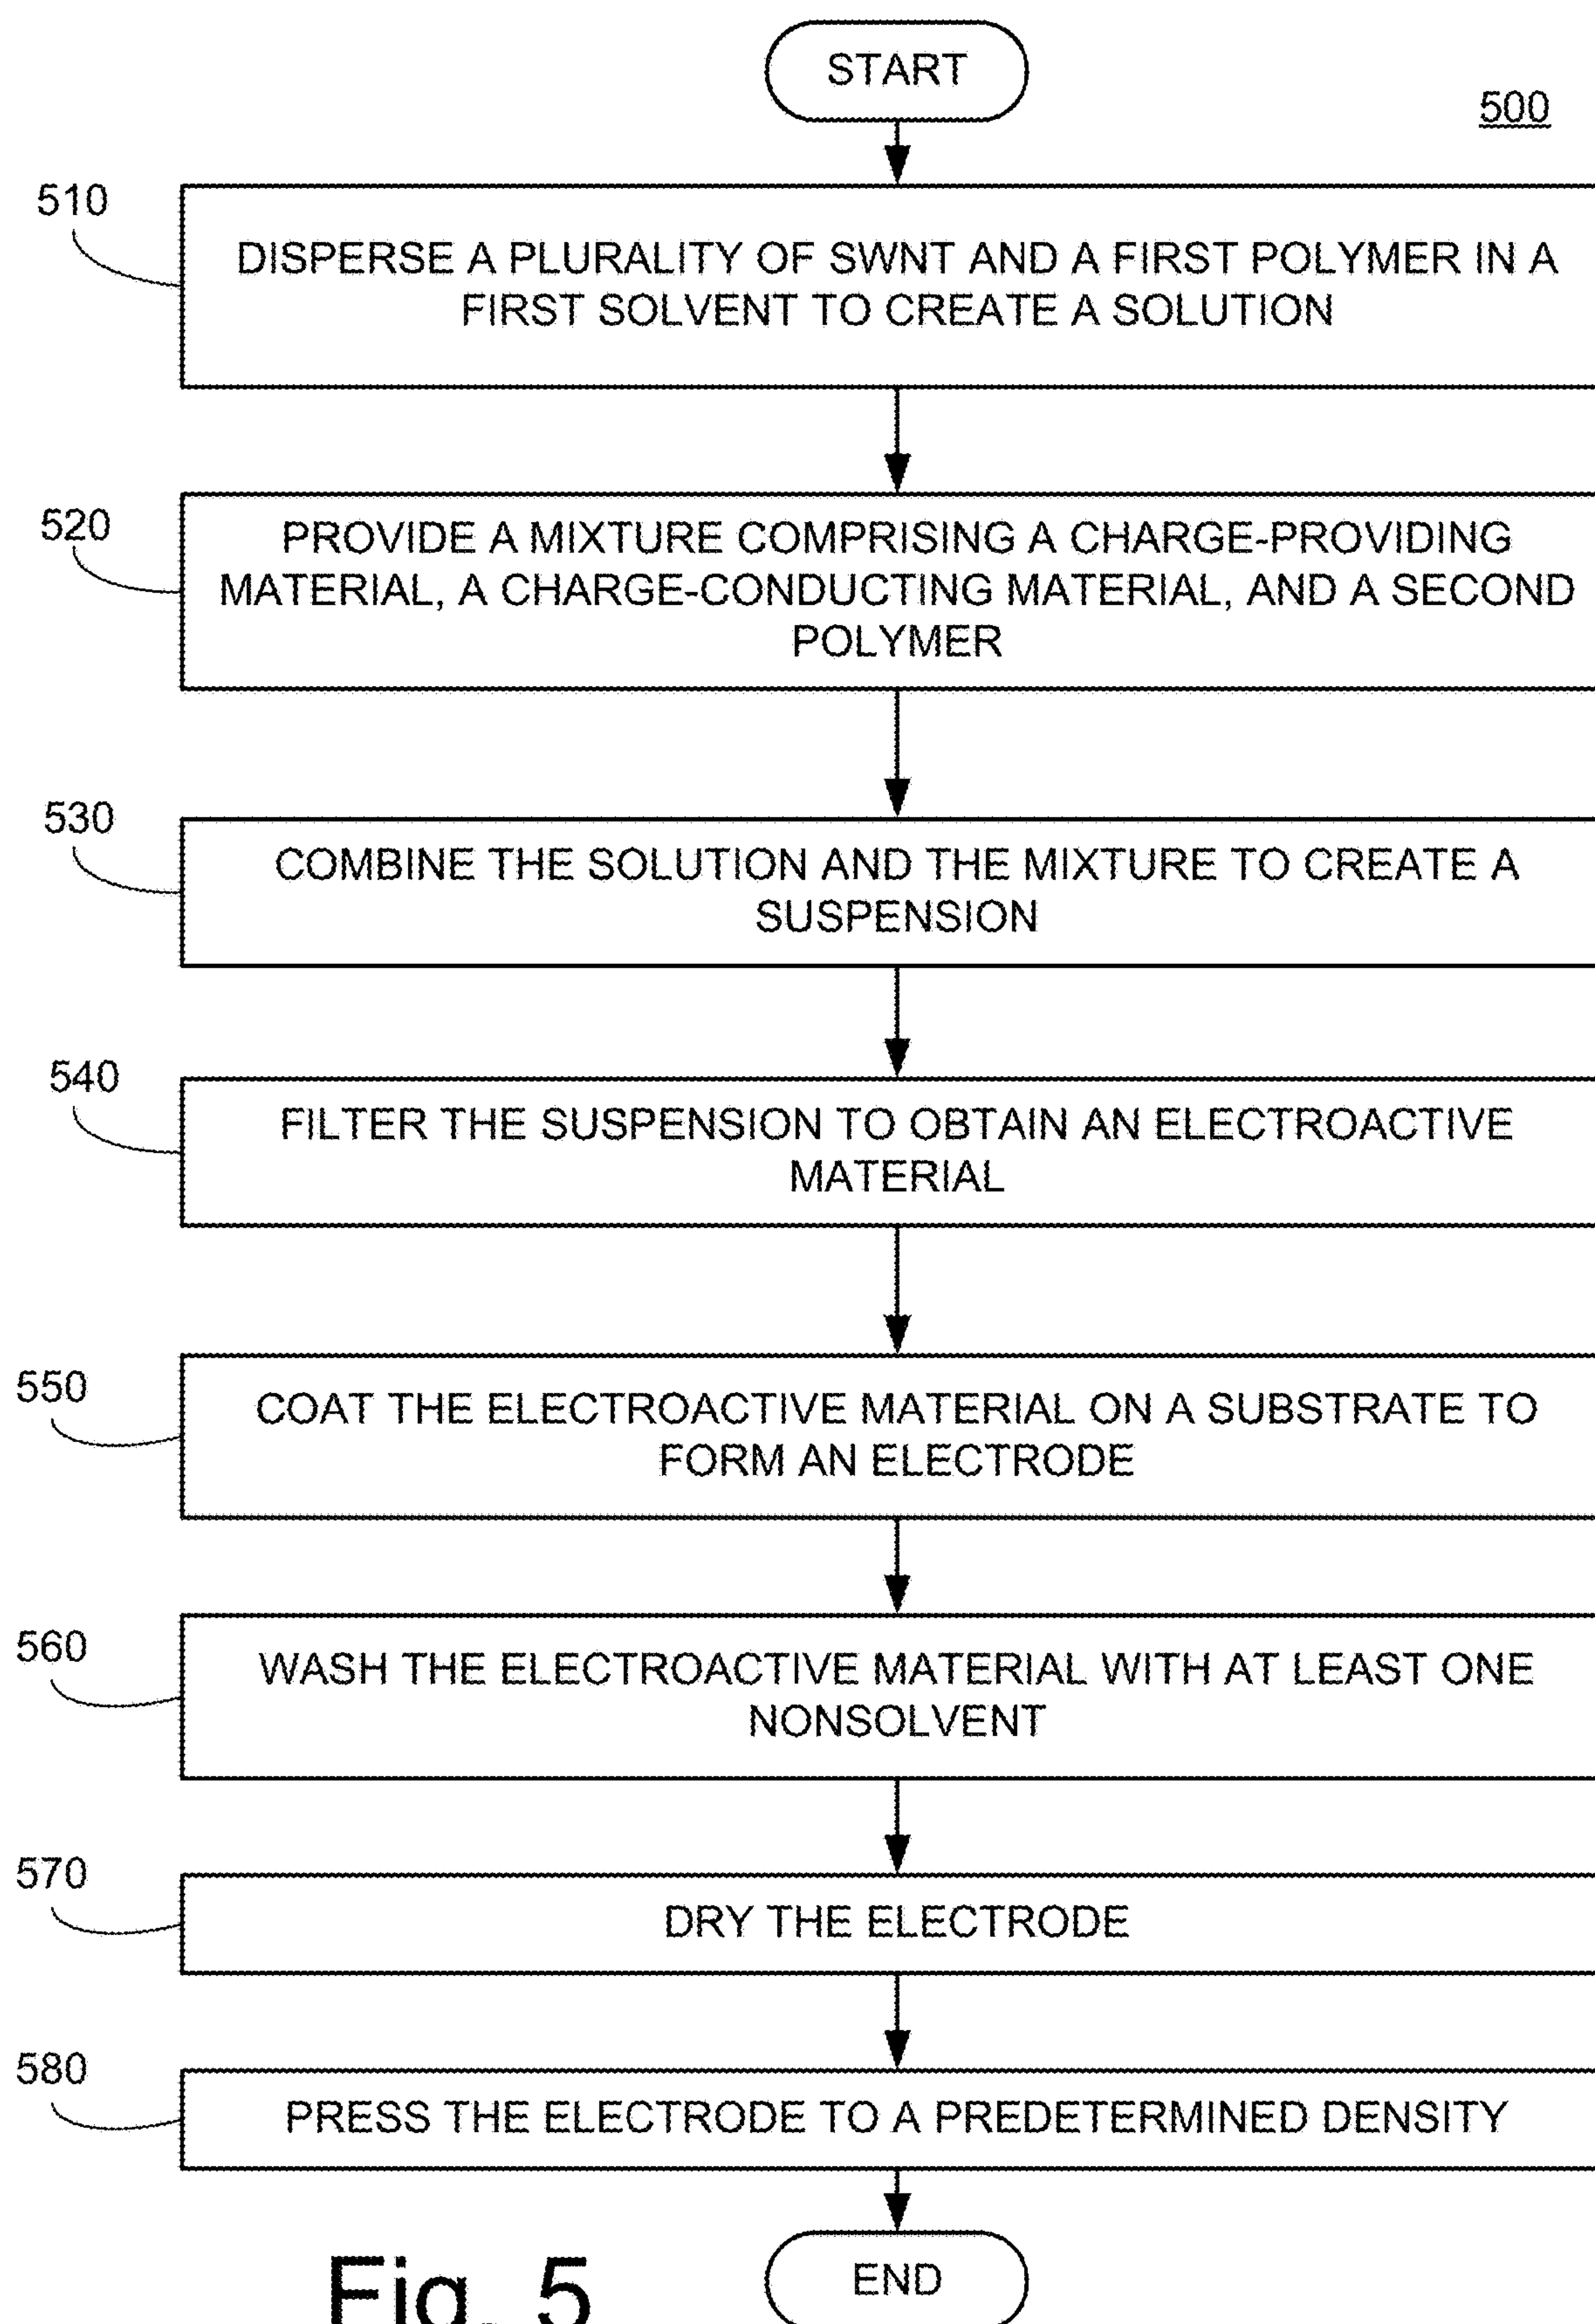 START
500
510
DISPERSE A PLURALITY OF SWNT AND A FIRST POLYMER IN A
FIRST SOLVENT TO CREATE A SOLUTION
520
PROVIDE A MIXTURE COMPRISING A CHARGE-PROVIDING
MATERIAL, A CHARGE-CONDUCTING MATERIAL, AND A SECOND
POLYMER
530
COMBINE THE SOLUTION AND THE MIXTURE TO CREATE A
SUSPENSION
540
FILTER THE SUSPENSION TO OBTAIN AN ELECTROACTIVE
MATERIAL
550
COAT THE ELECTROACTIVE MATERIAL ON A SUBSTRATE TO
FORM AN ELECTRODE
560
WASH THE ELECTROACTIVE MATERIAL WITH AT LEAST ONE
NONSOLVENT
570
DRY THE ELECTRODE
580
PRESS THE ELECTRODE TO A PREDETERMINED DENSITY
END
Fig. 5